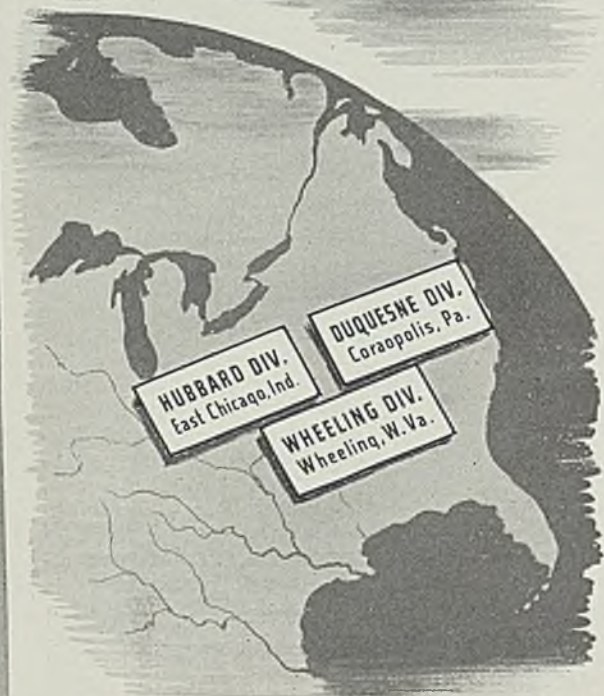 HUBBARD DIV.
East Chicago, Ind.
DUQUESNE DIV.
Coraopolis, Pa.
WHEELING DIV.
Wheeling, W.Va.